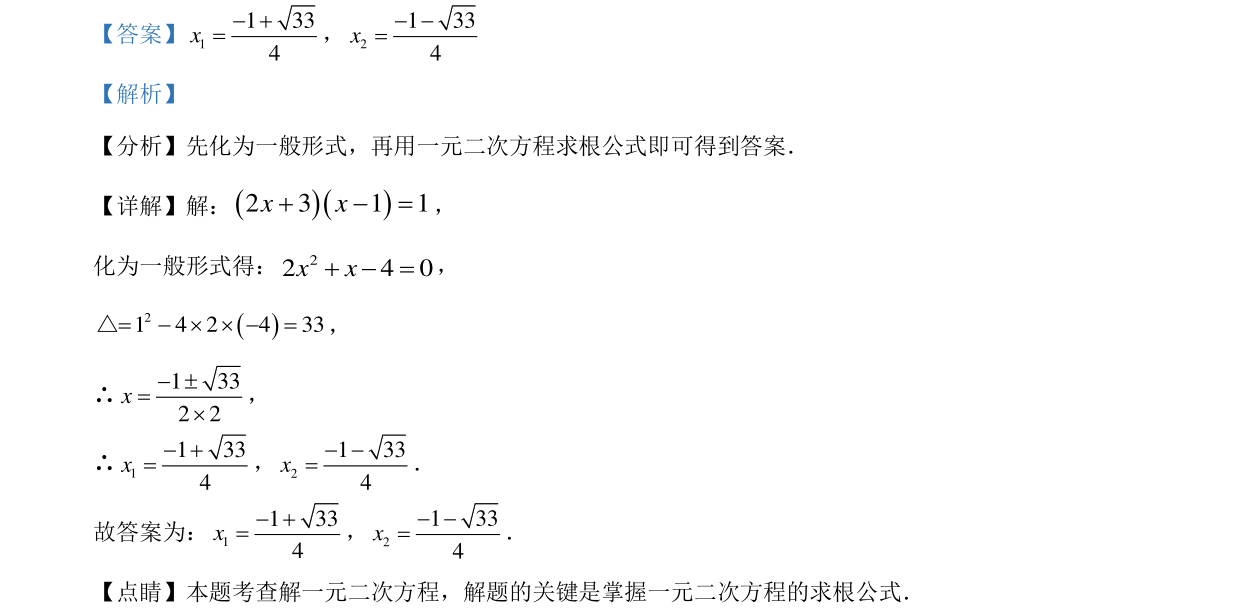 【答案】x₁ = (−1+√33)/4，x₂ = (−1−√33)/4
【解析】
【分析】先化为一般形式，再用一元二次方程求根公式即可得到答案．
【详解】解：(2x+3)(x−1)=1，
化为一般形式得：2x²+x−4=0，
△=1²−4×2×(−4)=33，
∴x = (−1±√33)/(2×2)，
∴x₁ = (−1+√33)/4，x₂ = (−1−√33)/4．
故答案为：x₁ = (−1+√33)/4，x₂ = (−1−√33)/4．
【点睛】本题考查解一元二次方程，解题的关键是掌握一元二次方程的求根公式．